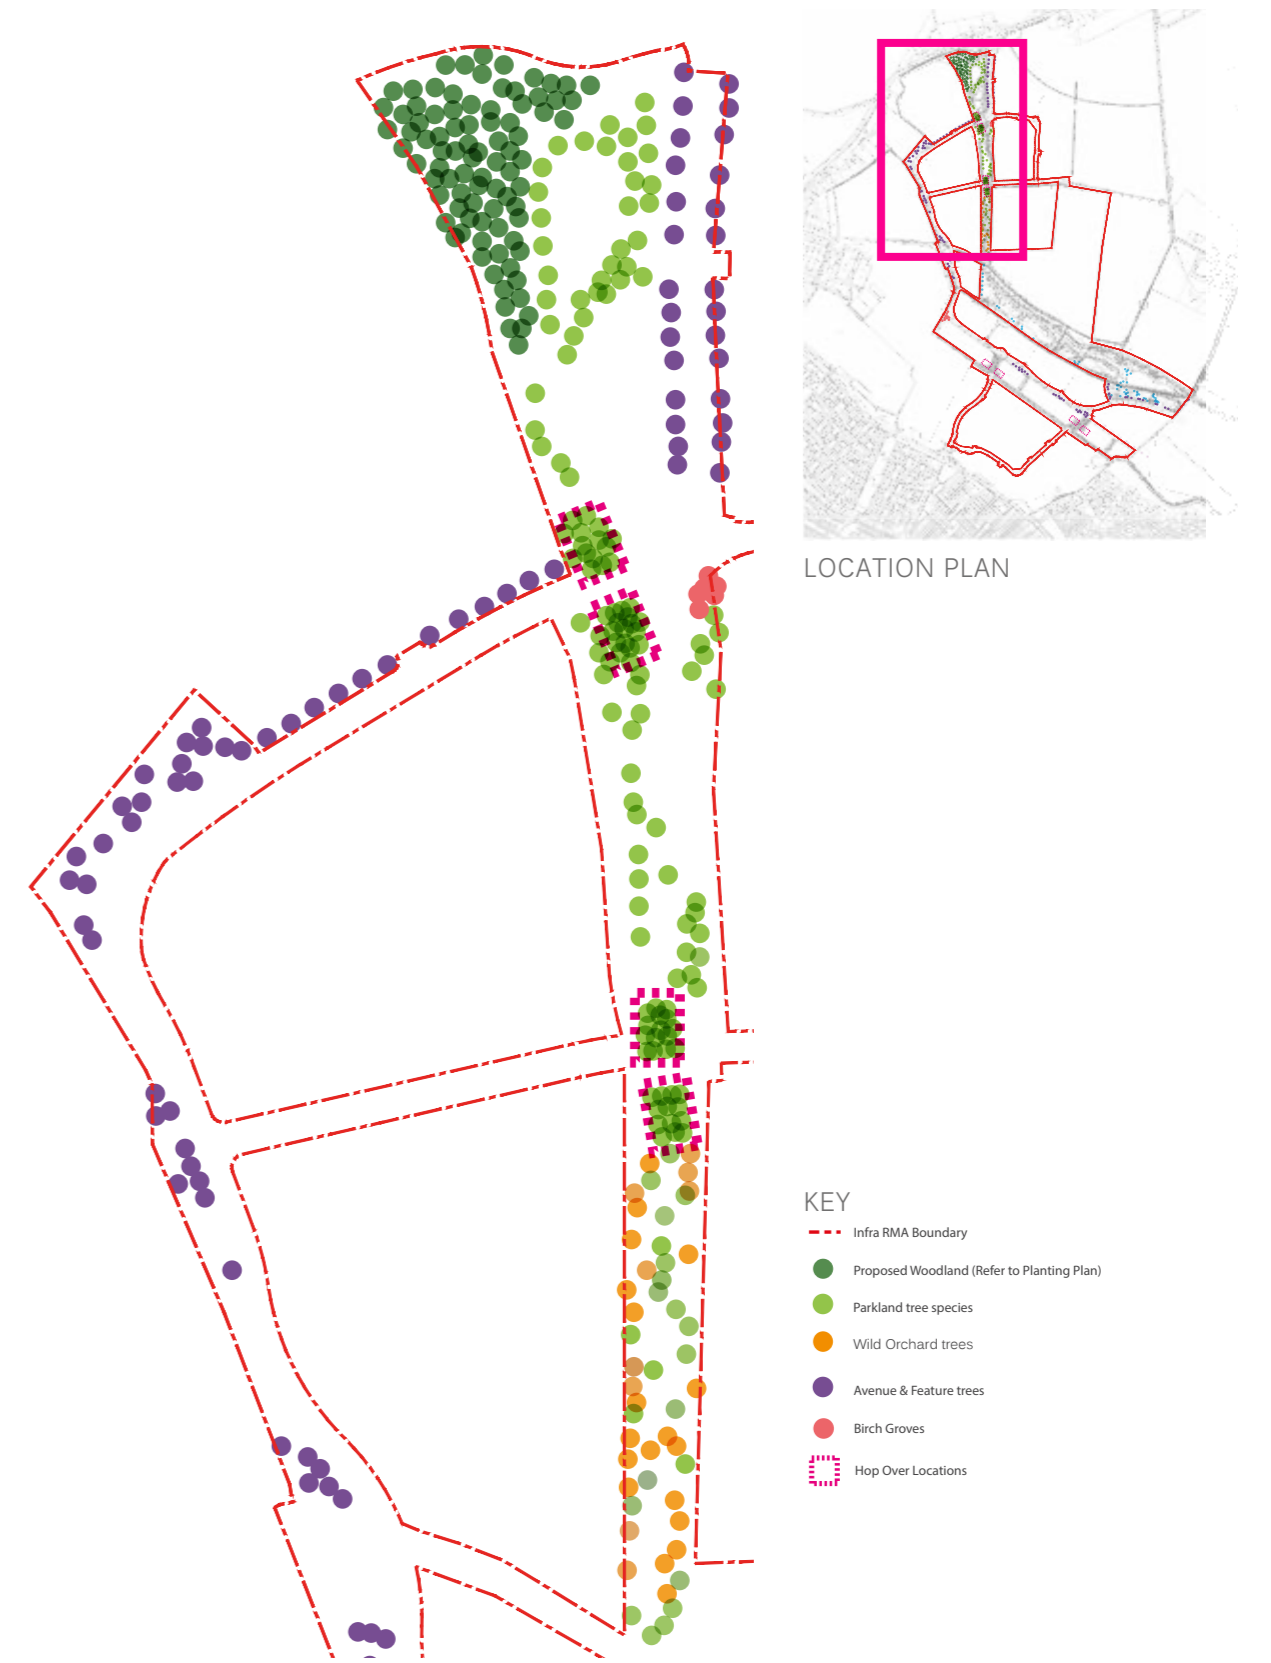 LOCATION PLAN
KEY
Infra RMA Boundary
Proposed Woodland (Refer to Planting Plan)
Parkland tree species
Wild Orchard trees
Avenue & Feature trees
Birch Groves
Hop Over Locations